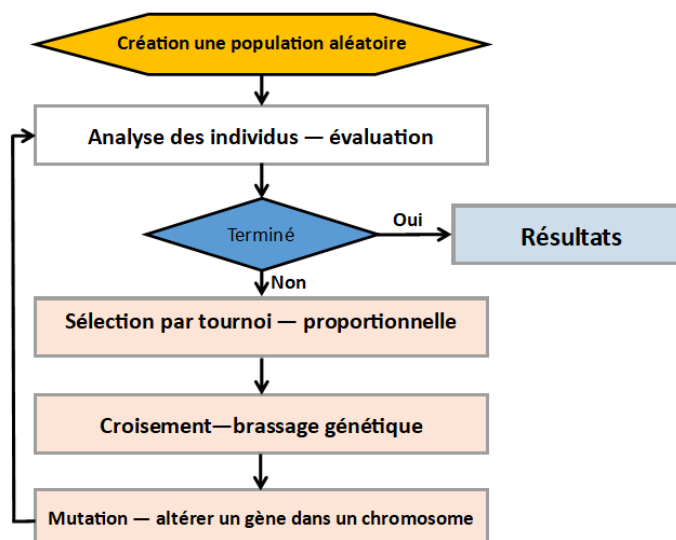 Création une population aléatoire
Analyse des individus — évaluation
Terminé
Oui
Résultats
Non
Sélection par tournoi — proportionnelle
Croisement—brassage génétique
Mutation — altérer un gène dans un chromosome